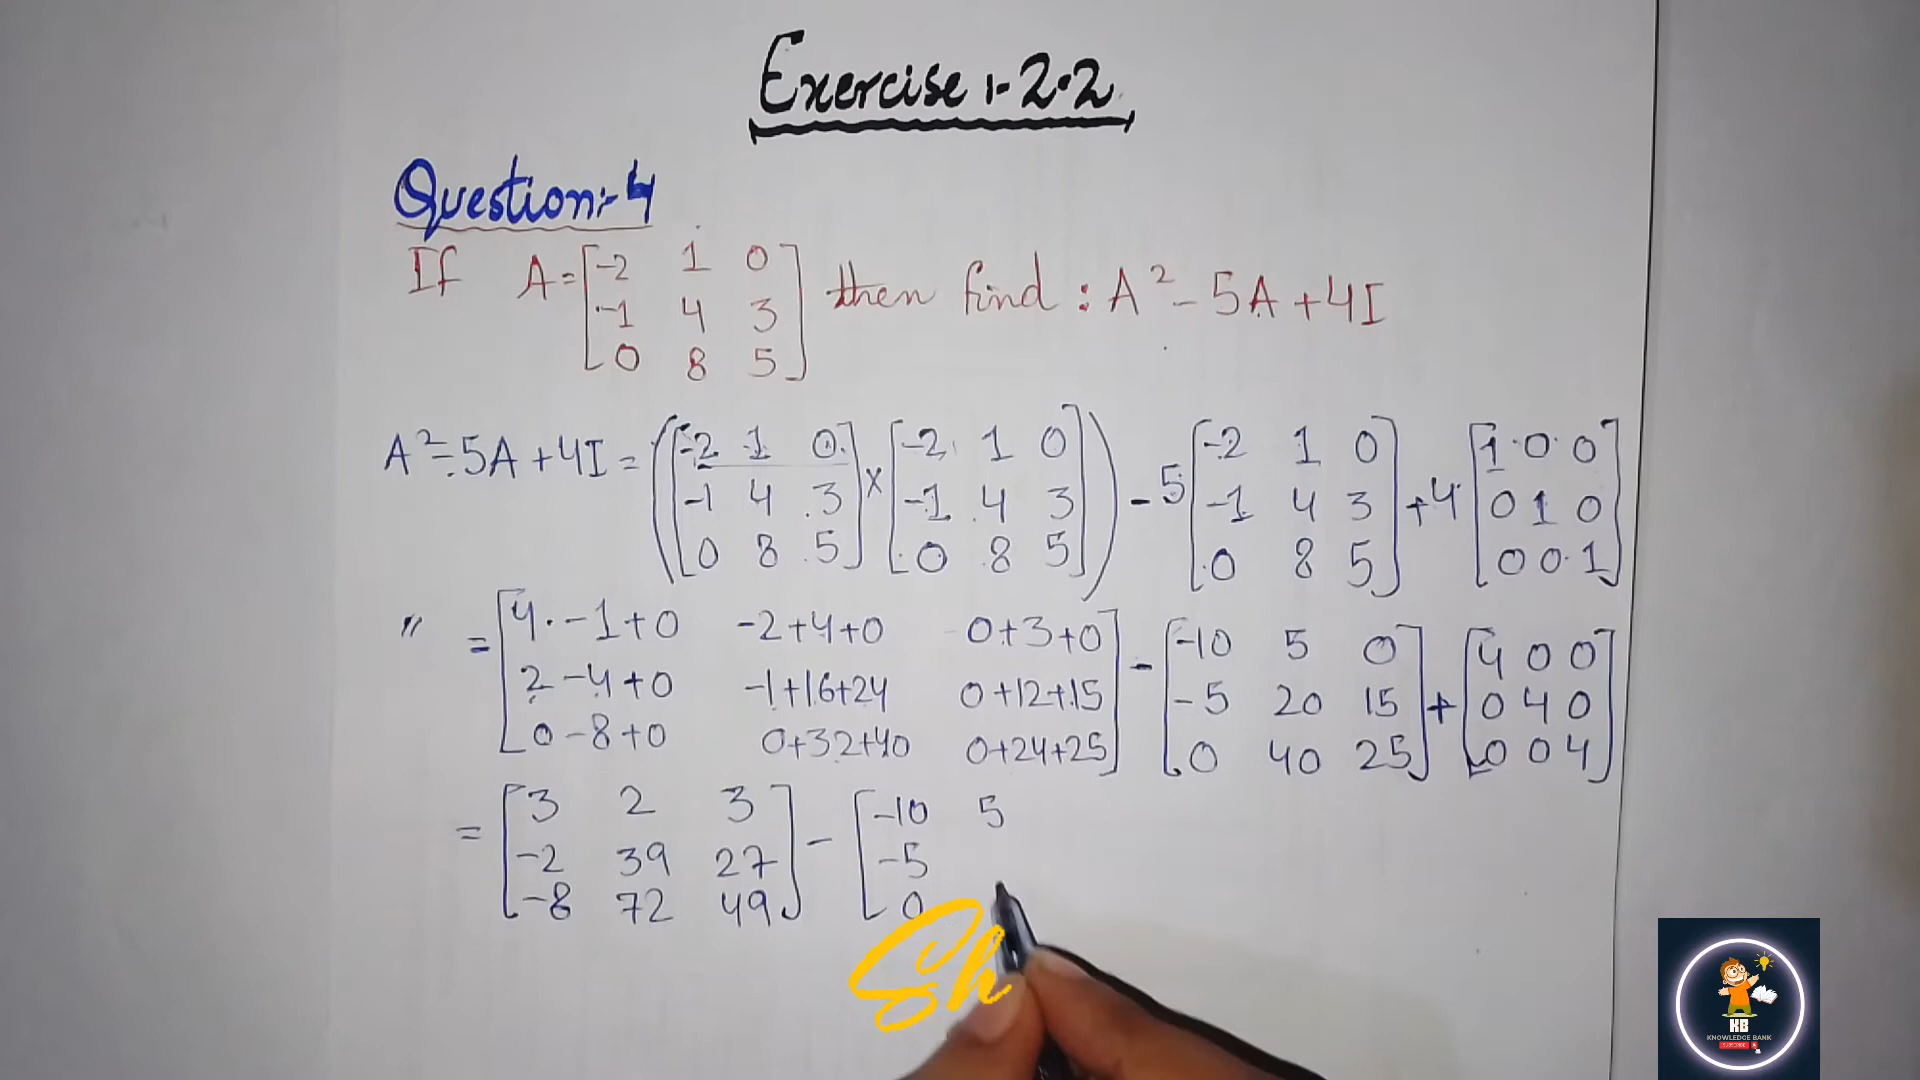 Exercise :- 2.2
Question:- 4
If A = [-2 1 0
-1 4 3
0 8 5] then find : A² - 5A + 4I
A² - 5A + 4I = ([-2 1 0 × [-2 1 0) - 5 [-2 1 0 + 4 [1 0 0
-1 4 3 -1 4 3 -1 4 3 0 1 0
0 8 5] 0 8 5] 0 8 5] 0 0 1]
" = [4 - 1 + 0 -2+4+0 0+3+0 - [-10 5 0 + [4 0 0
2 - 4 + 0 -1+16+24 0+12+15 -5 20 15 0 4 0
0 - 8 + 0 0+32+40 0+24+25] 0 40 25] 0 0 4]
= [3 2 3 - [-10 5
-2 39 27 -5
-8 72 49] 0
Sh
KB
KNOWLEDGE BANK
SUBSCRIBE